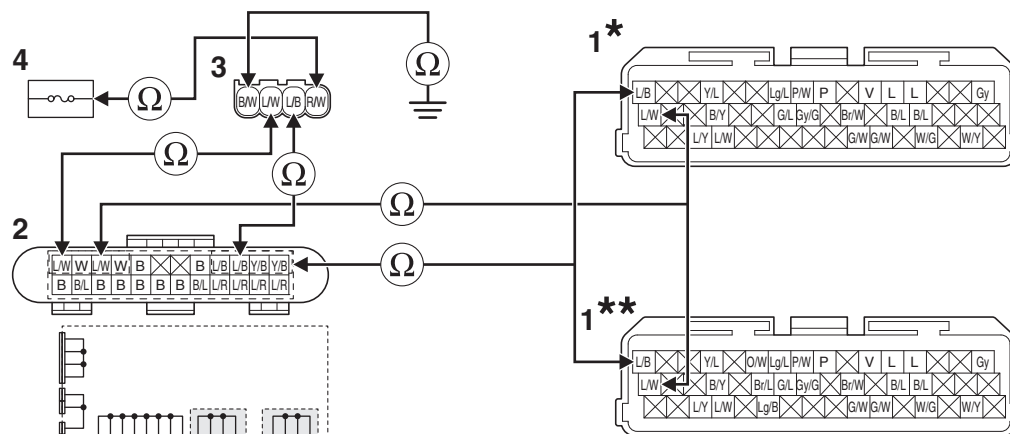 4
Ω
3
B/W L/W L/B R/W
Ω
Ω
Ω
Ω
Ω
2
L/W W L/W W B B L/B L/B Y/B Y/B
B B/L B B B B B B/L L/R L/R L/R L/R
1*
L/B Y/L Lg/L P/W P V L L Gy
L/W B/Y G/L Gy/G Br/W B/L B/L
L/Y L/W G/W G/W W/G W/Y
1**
L/B Y/L O/W Lg/L P/W P V L L Gy
L/W B/Y Br/L G/L Gy/G Br/W B/L B/L
L/Y L/W Lg/B G/W G/W W/G W/Y